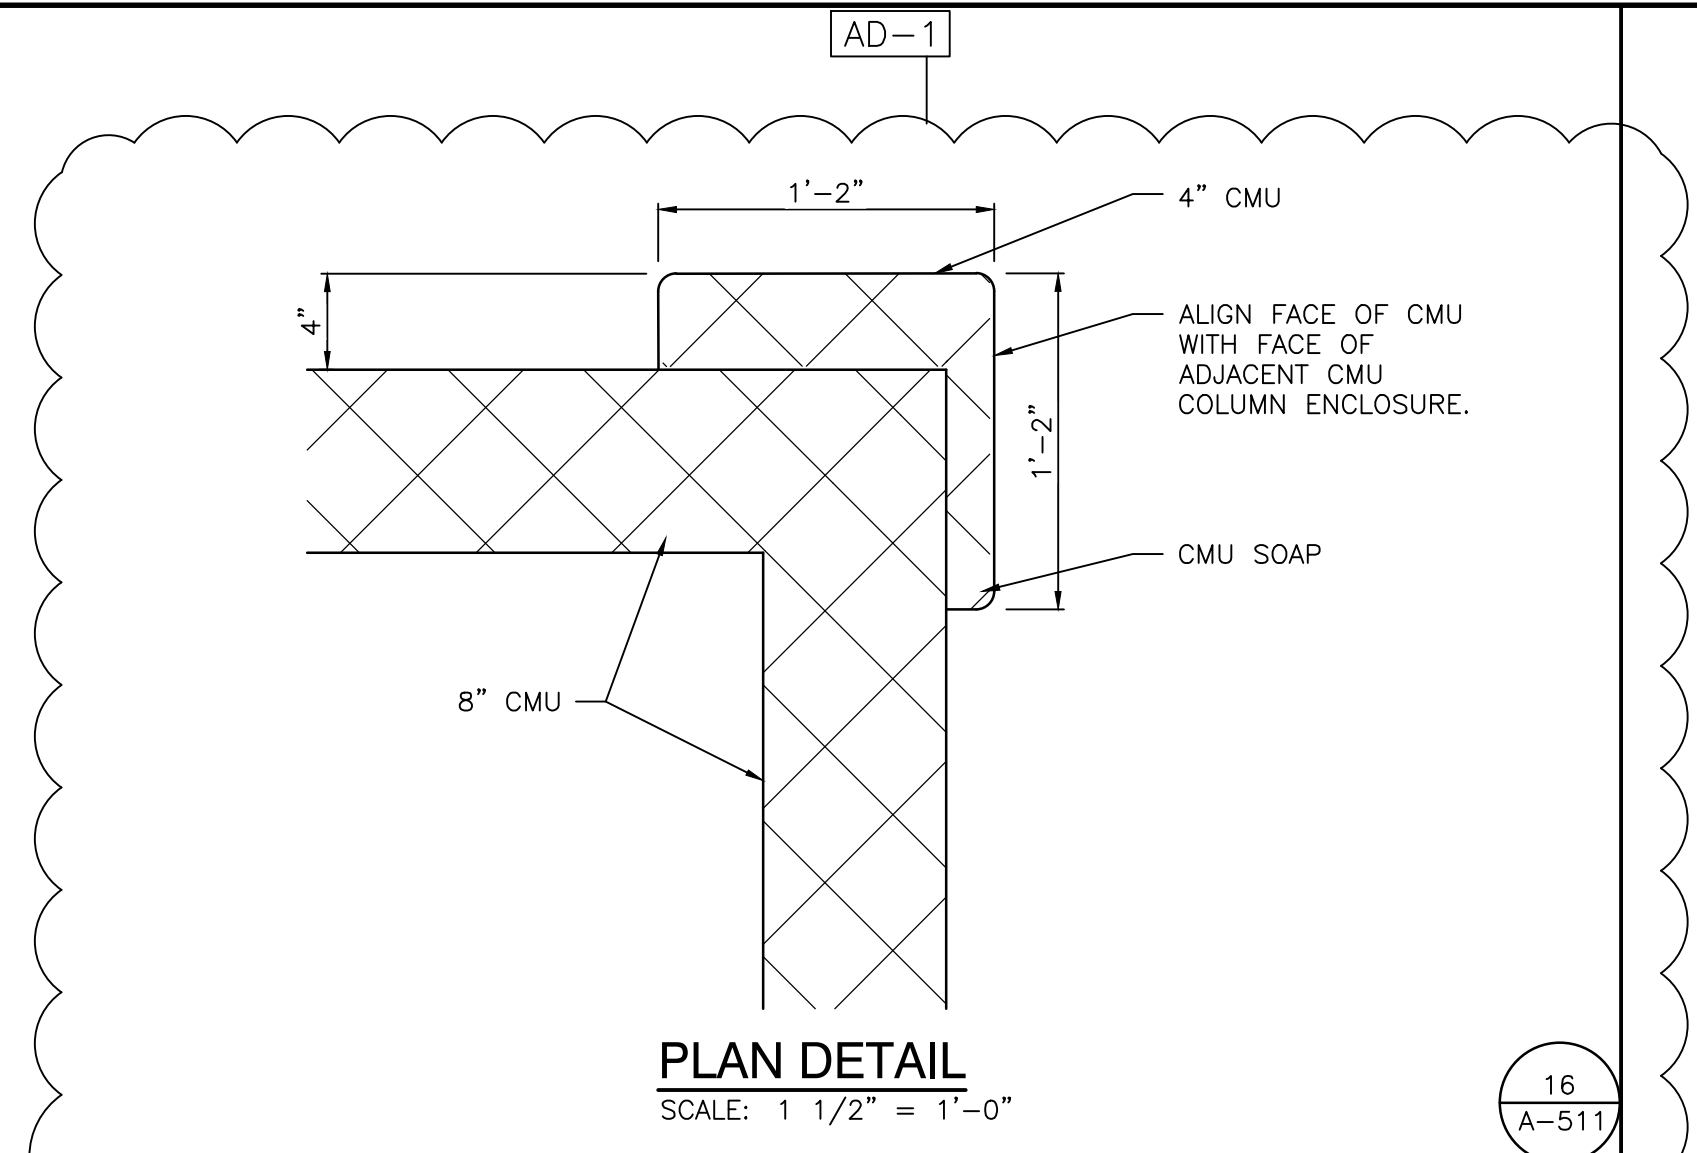 AD-1
1'-2"
4" CMU
4"
ALIGN FACE OF CMU
WITH FACE OF
ADJACENT CMU
COLUMN ENCLOSURE.
1'-2"
CMU SOAP
8" CMU
PLAN DETAIL
SCALE: 1 1/2" = 1'-0"
16
A-511